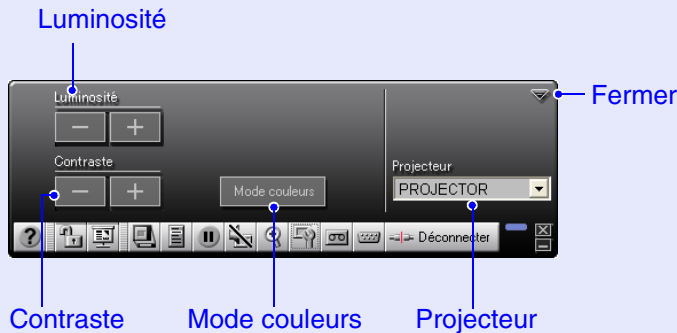 Luminosité
Fermer
Luminosité
Contraste
Mode couleurs
Projecteur
PROJECTOR
Déconnecter
Contraste
Mode couleurs
Projecteur